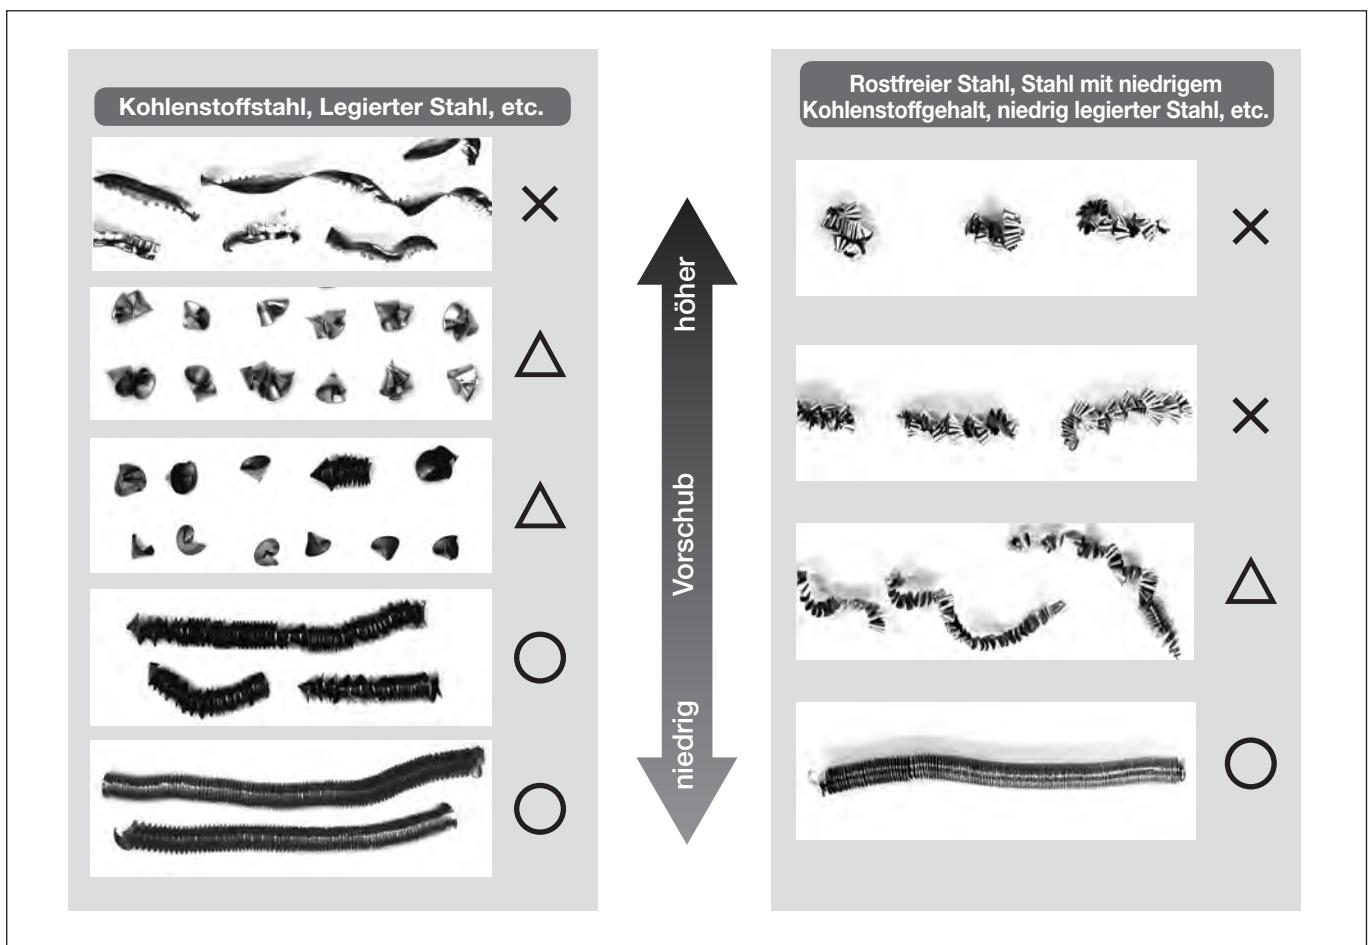 Kohlenstoffstahl, Legierter Stahl, etc.
Rostfreier Stahl, Stahl mit niedrigem
Kohlenstoffgehalt, niedrig legierter Stahl, etc.
höher
Vorschub
niedrig